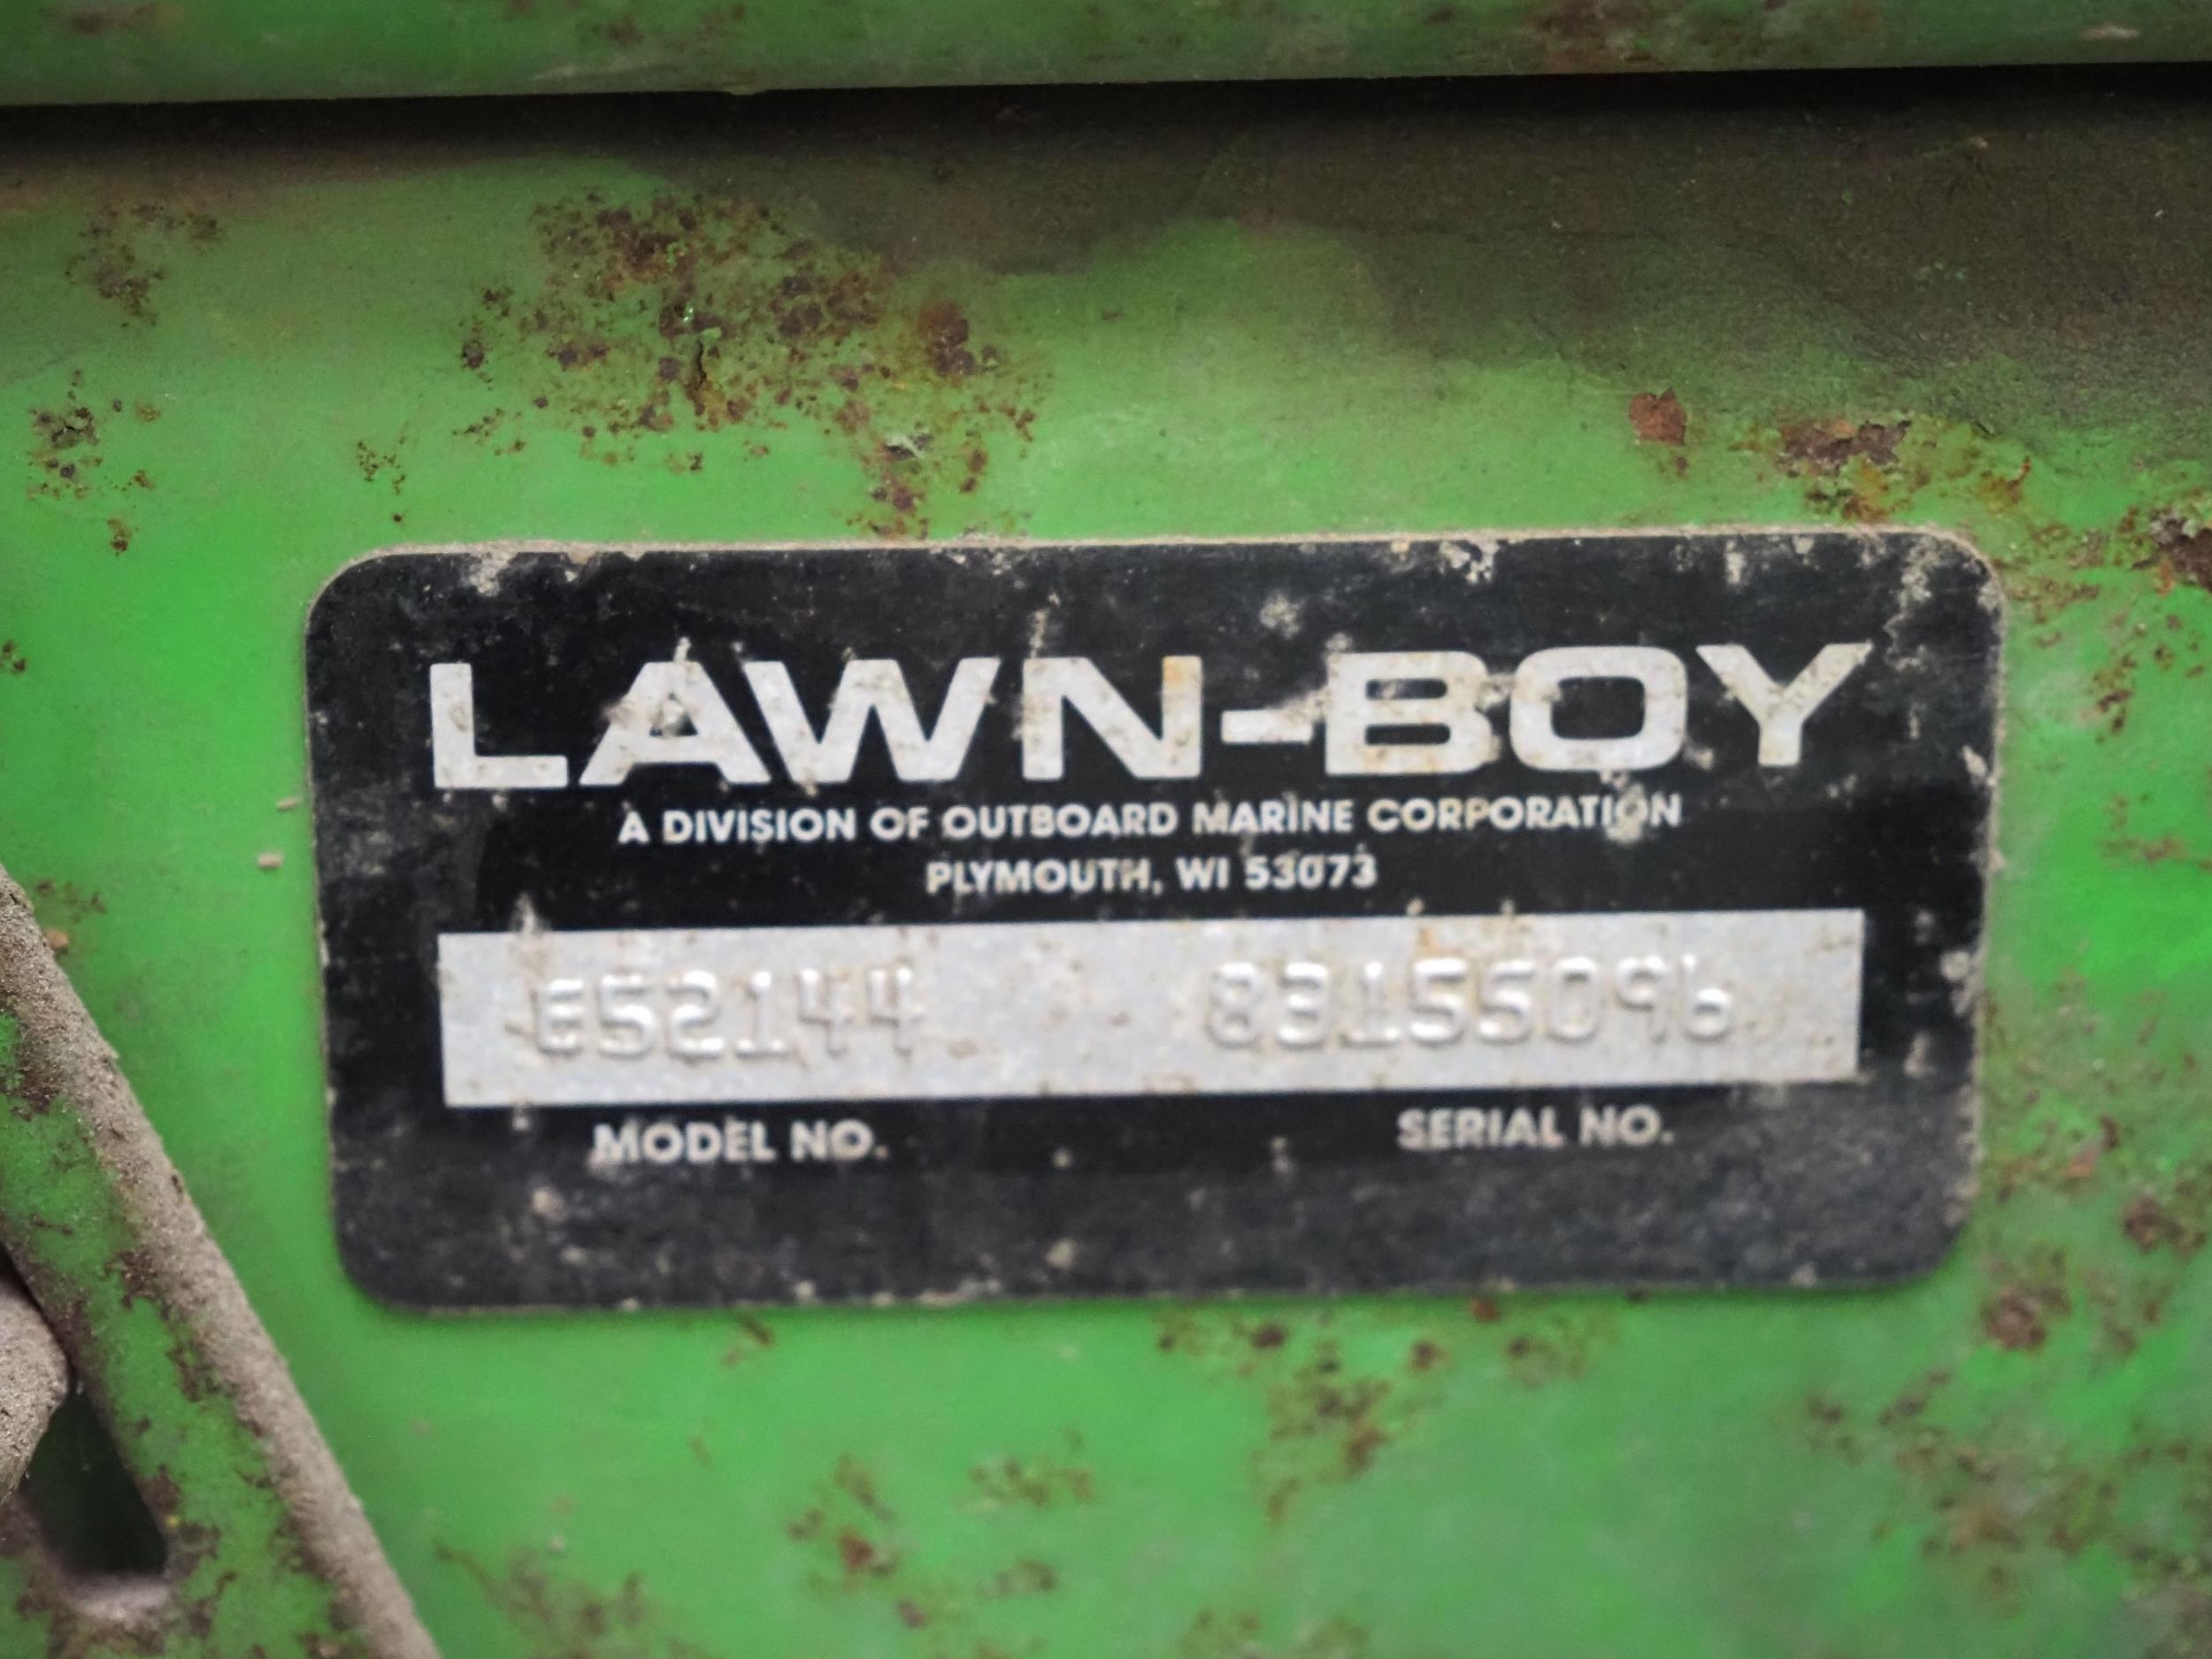 LAWN-BOY
A DIVISION OF OUTBOARD MARINE CORPORATION
PLYMOUTH, WI 53073
E52144 83155096
MODEL NO. SERIAL NO.